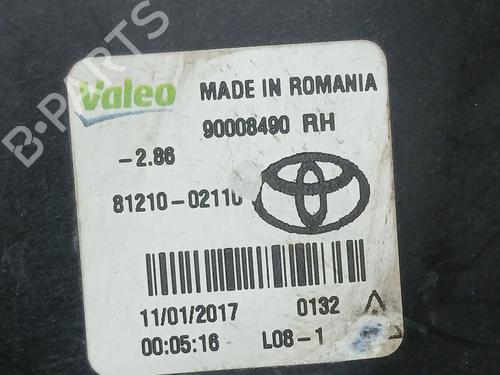 B-PARTS
Valeo
MADE IN ROMANIA
90008490 RH
-2.86
81210-02110
11/01/2017 0132
00:05:16 L08-1